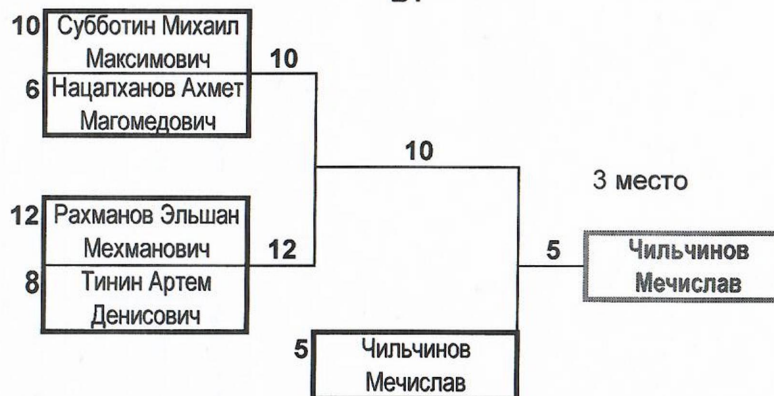 10 Субботин Михаил
Максимович
10
6 Нацалханов Ахмет
Магомедович
10
3 место
12 Рахманов Эльшан
Мехманович
12
8 Тинин Артем
Денисович
5 Чильчинов
Мечислав
5 Чильчинов
Мечислав